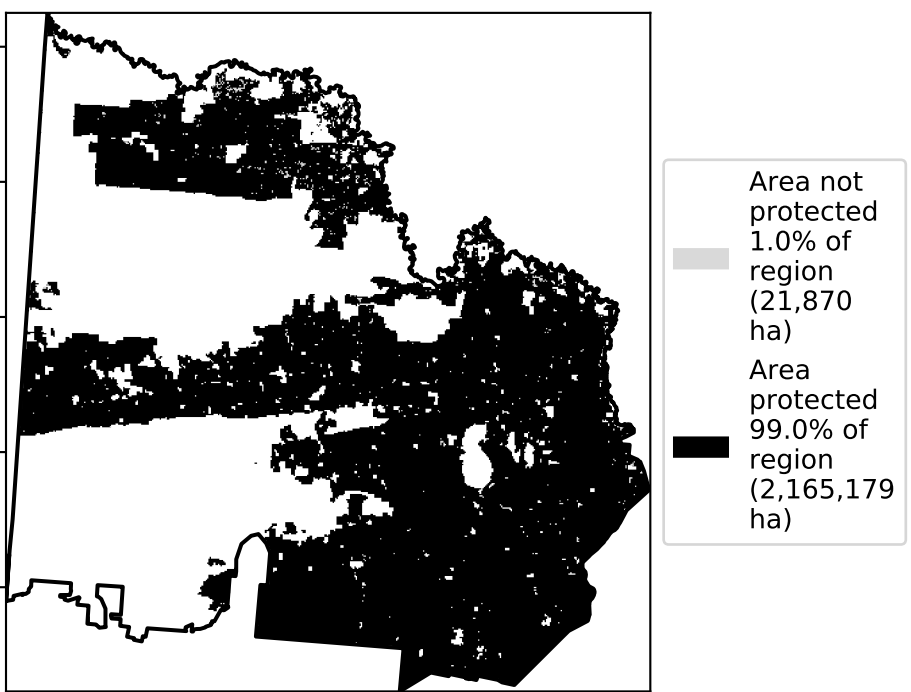 Area not
protected
1.0% of
region
(21,870
ha)
Area
protected
99.0% of
region
(2,165,179
ha)